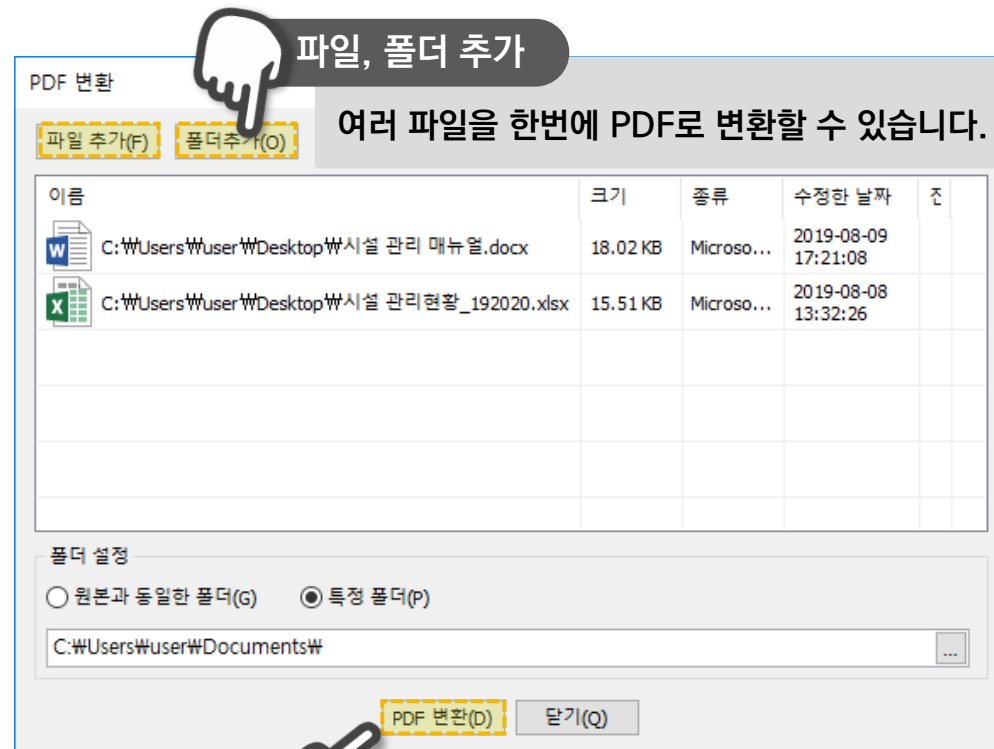 파일, 폴더 추가
PDF 변환
여러 파일을 한번에 PDF로 변환할 수 있습니다.
파일 추가(F) 폴더추가(O)
이름 크기 종류 수정한 날짜
C:₩Users₩user₩Desktop₩시설 관리 매뉴얼.docx 18.02 KB Microso... 2019-08-09
17:21:08
C:₩Users₩user₩Desktop₩시설 관리현황_192020.xlsx 15.51 KB Microso... 2019-08-08
13:32:26
폴더 설정
원본과 동일한 폴더(G) 특정 폴더(P)
C:₩Users₩user₩Documents₩ ...
PDF 변환(D) 닫기(Q)